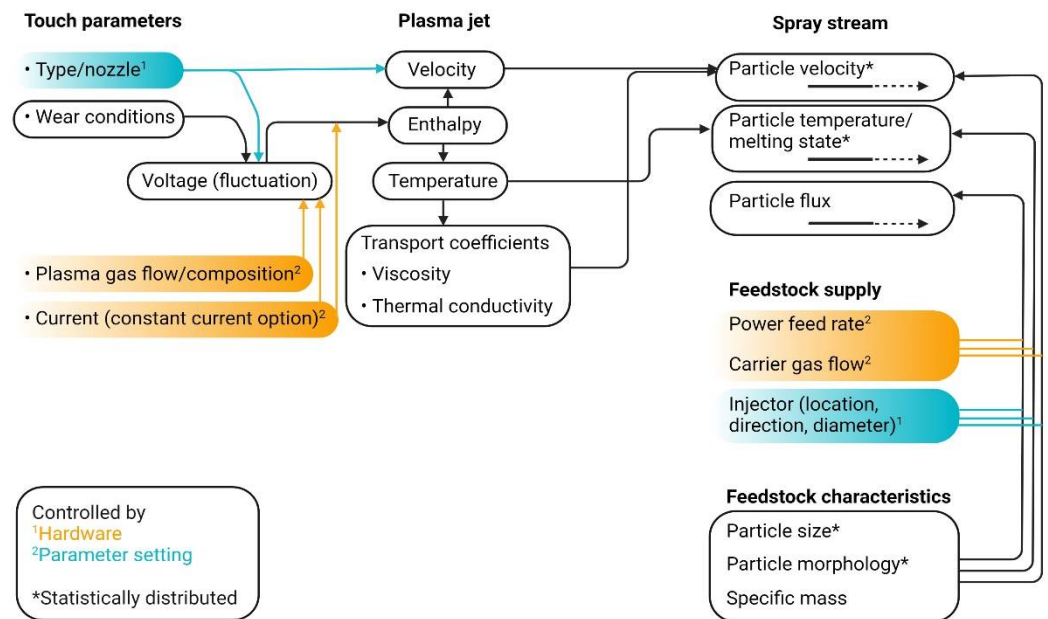 Touch parameters
• Type/nozzle¹
• Wear conditions
Voltage (fluctuation)
• Plasma gas flow/composition²
• Current (constant current option)²
Plasma jet
Velocity
Enthalpy
Temperature
Transport coefficients
• Viscosity
• Thermal conductivity
Spray stream
Particle velocity*
Particle temperature/
melting state*
Particle flux
Feedstock supply
Power feed rate²
Carrier gas flow²
Injector (location,
direction, diameter)¹
Feedstock characteristics
Particle size*
Particle morphology*
Specific mass
Controlled by
¹Hardware
²Parameter setting
*Statistically distributed